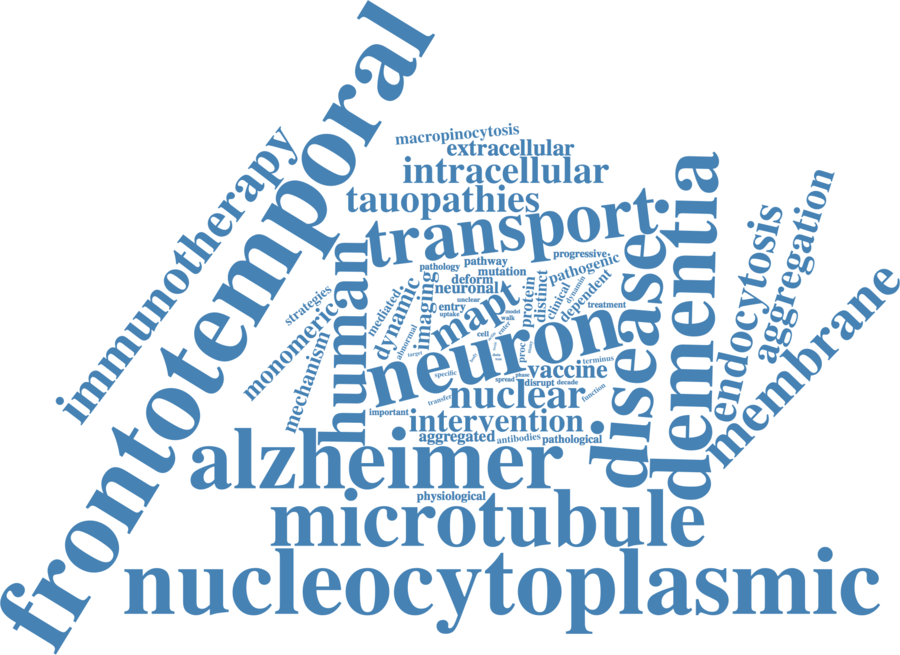 frontotemporal
immunotherapy
macropinocytosis
extracellular
intracellular
tauopathies
transport
human
disease
dementia
endocytosis
aggregation
membrane
strategies
monomeric
mechanism
mediated
dynamic
abnormal
imaging
target
pathology
pathway
progressive
mutation
deform
neuronal
pathogenic
unclear
entry
uptake
mapt
model
walk
protein
distinct
clinical
dynamin
dependent
treatment
cell
enter
neuron
proc
terminus
specific
vaccine
spread
phase
disrupt
decade
nuclear
transfer
function
important
intervention
aggregated
antibodies
pathological
alzheimer
physiological
microtubule
nucleocytoplasmic